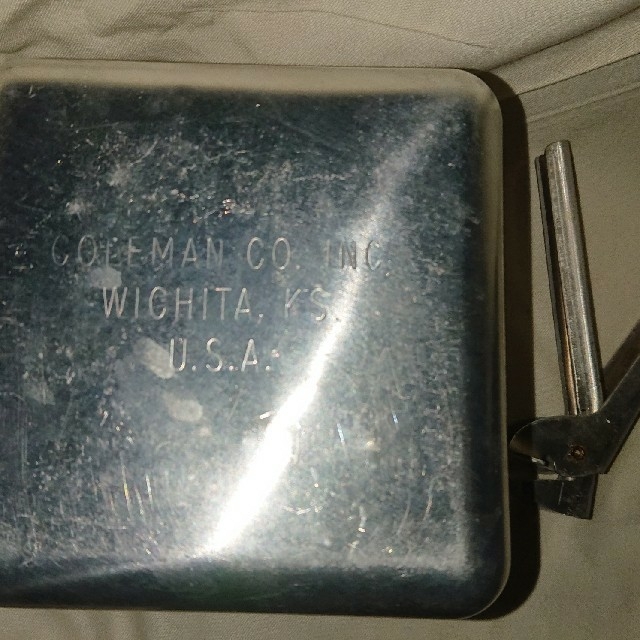 COLEMAN CO. INC.
WICHITA, KS.
U.S.A.